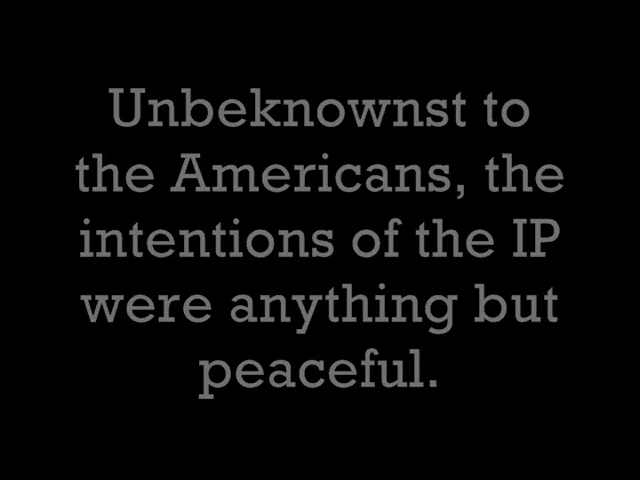 Unbeknownst to
the Americans, the
intentions of the IP
were anything but
peaceful.